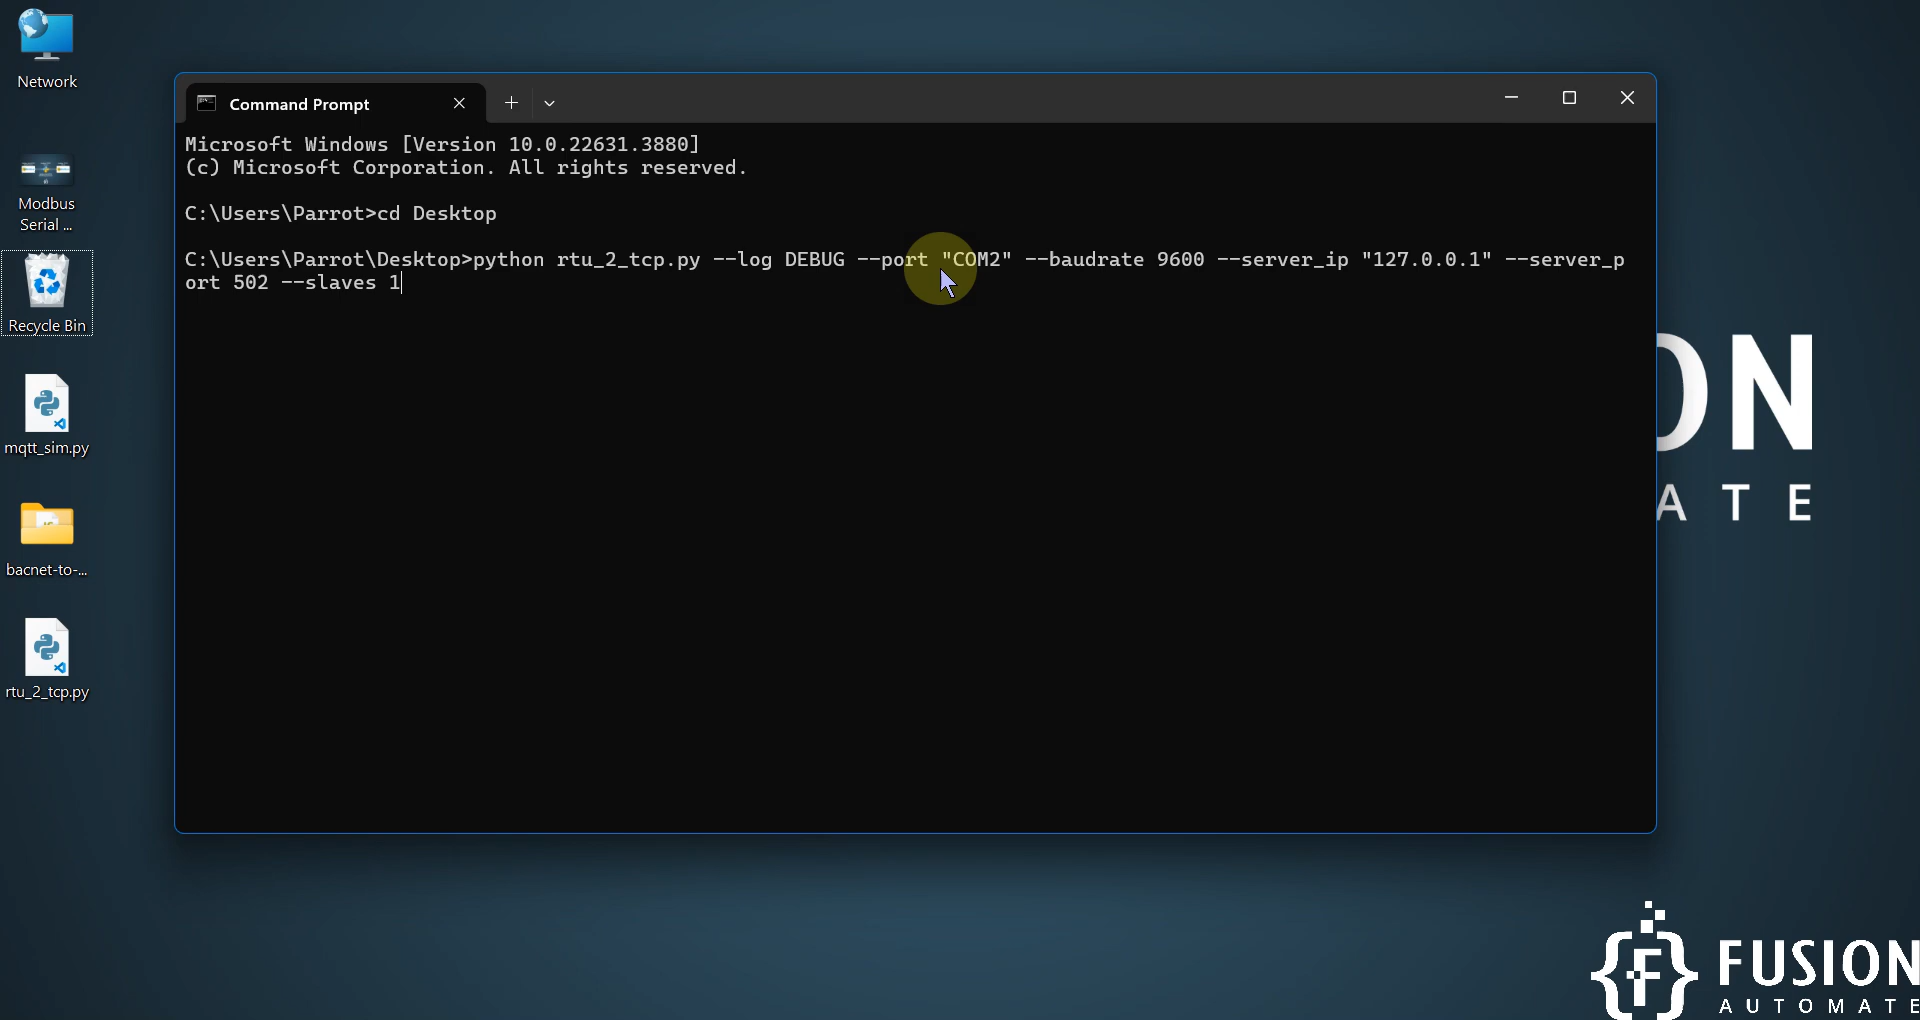 Network
Modbus
Serial ...
Recycle Bin
mqtt_sim.py
bacnet-to-...
rtu_2_tcp.py
Command Prompt
Microsoft Windows [Version 10.0.22631.3880]
(c) Microsoft Corporation. All rights reserved.
C:\Users\Parrot>cd Desktop
C:\Users\Parrot\Desktop>python rtu_2_tcp.py --log DEBUG --port "COM2" --baudrate 9600 --server_ip "127.0.0.1" --server_p
ort 502 --slaves 1
ON
ATE
FUSION
AUTOMATE